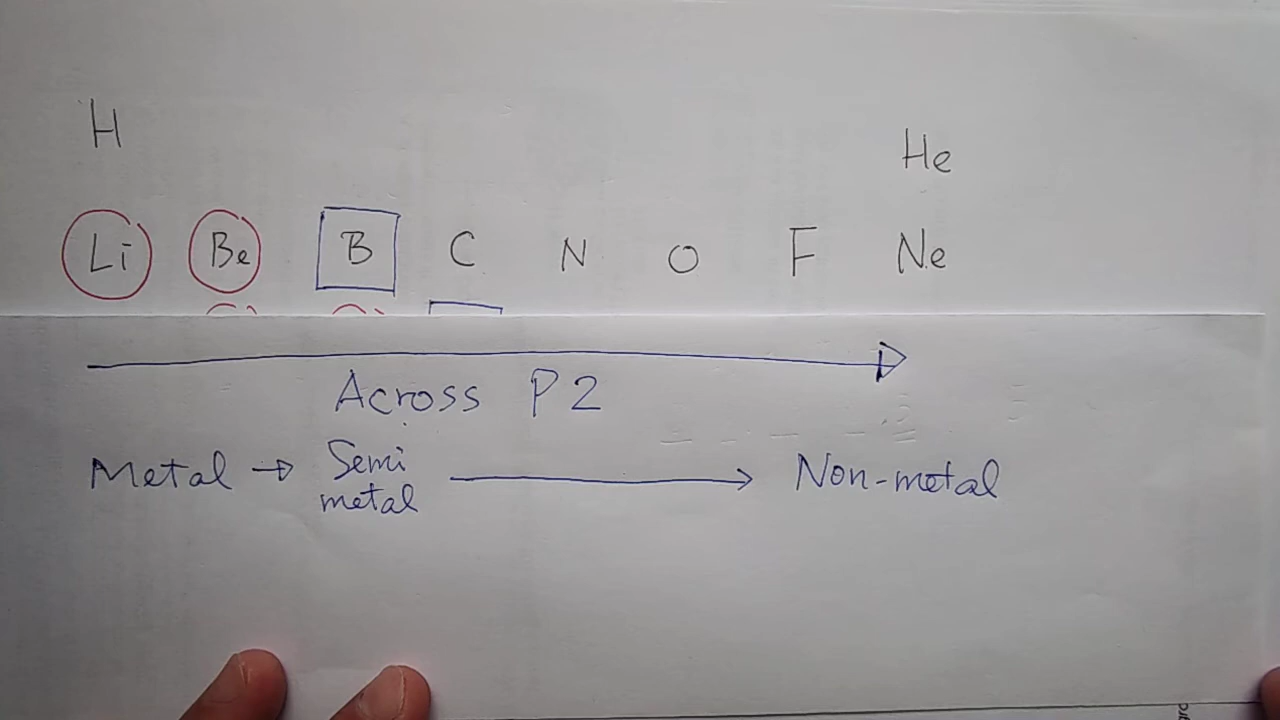 H He
Li Be B C N O F Ne
Across P2
Metal → Semi metal → Non-metal